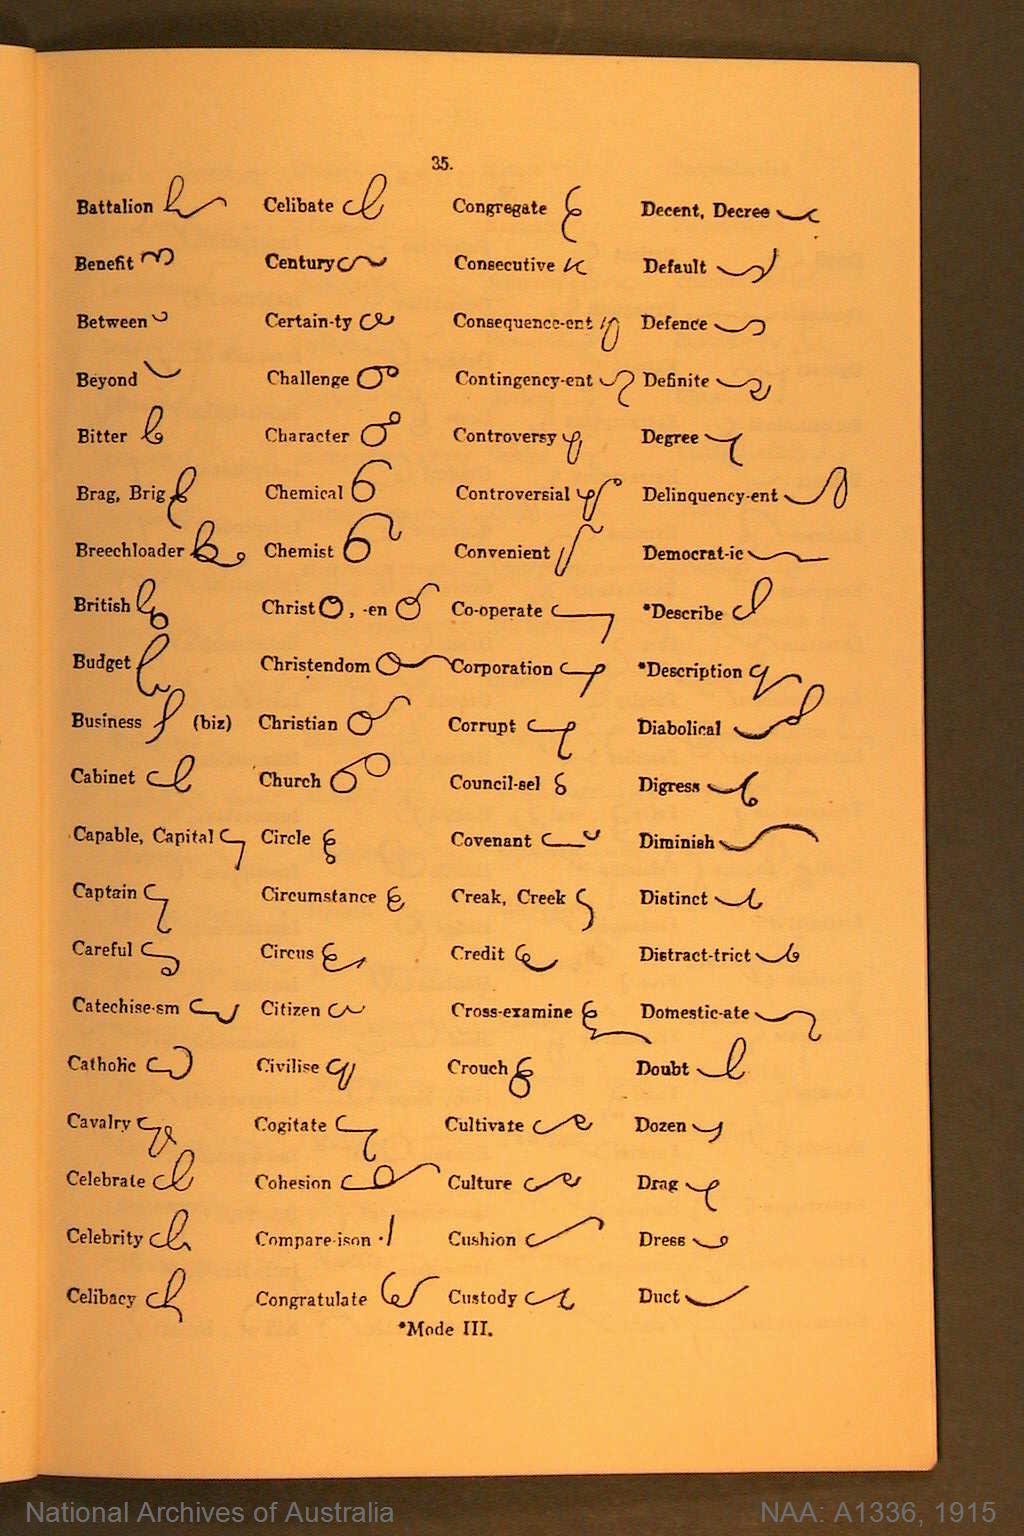 35.
Battalion
Benefit
Between
Beyond
Bitter
Brag, Brig
Breechloader
British
Budget
Business (biz)
Cabinet
Capable, Capital
Captain
Careful
Catechise-sm
Catholic
Cavalry
Celebrate
Celebrity
Celibacy
Celibate
Century
Certain-ty
Challenge
Character
Chemical
Chemist
Christ , -en
Christendom
Christian
Church
Circle
Circumstance
Circus
Citizen
Civilise
Cogitate
Cohesion
Compare-ison
Congratulate
Congregate
Consecutive
Consequence-ent
Contingency-ent
Controversy
Controversial
Convenient
Co-operate
Corporation
Corrupt
Council-sel
Covenant
Creak, Creek
Credit
Cross-examine
Crouch
Cultivate
Culture
Cushion
Custody
Decent, Decree
Default
Defence
Definite
Degree
Delinquency-ent
Democrat-ic
*Describe
*Description
Diabolical
Digress
Diminish
Distinct
Distract-trict
Domestic-ate
Doubt
Dozen
Drag
Dress
Duct
*Mode III.
National Archives of Australia
NAA: A1336, 1915